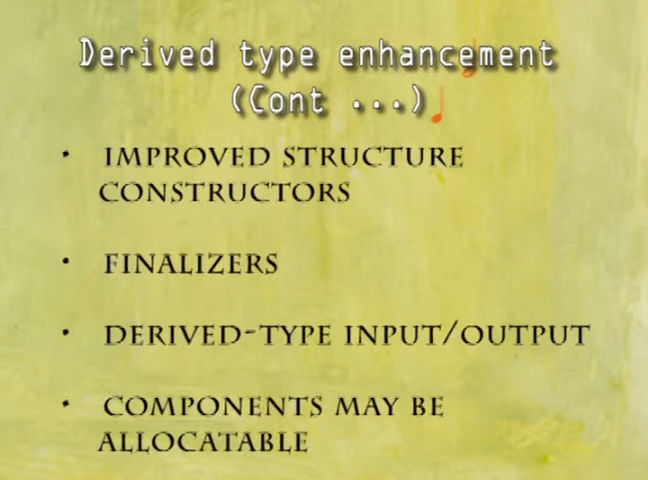 Derived type enhancement
(Cont ...)
• IMPROVED STRUCTURE
CONSTRUCTORS
• FINALIZERS
• DERIVED-TYPE INPUT/OUTPUT
• COMPONENTS MAY BE
ALLOCATABLE